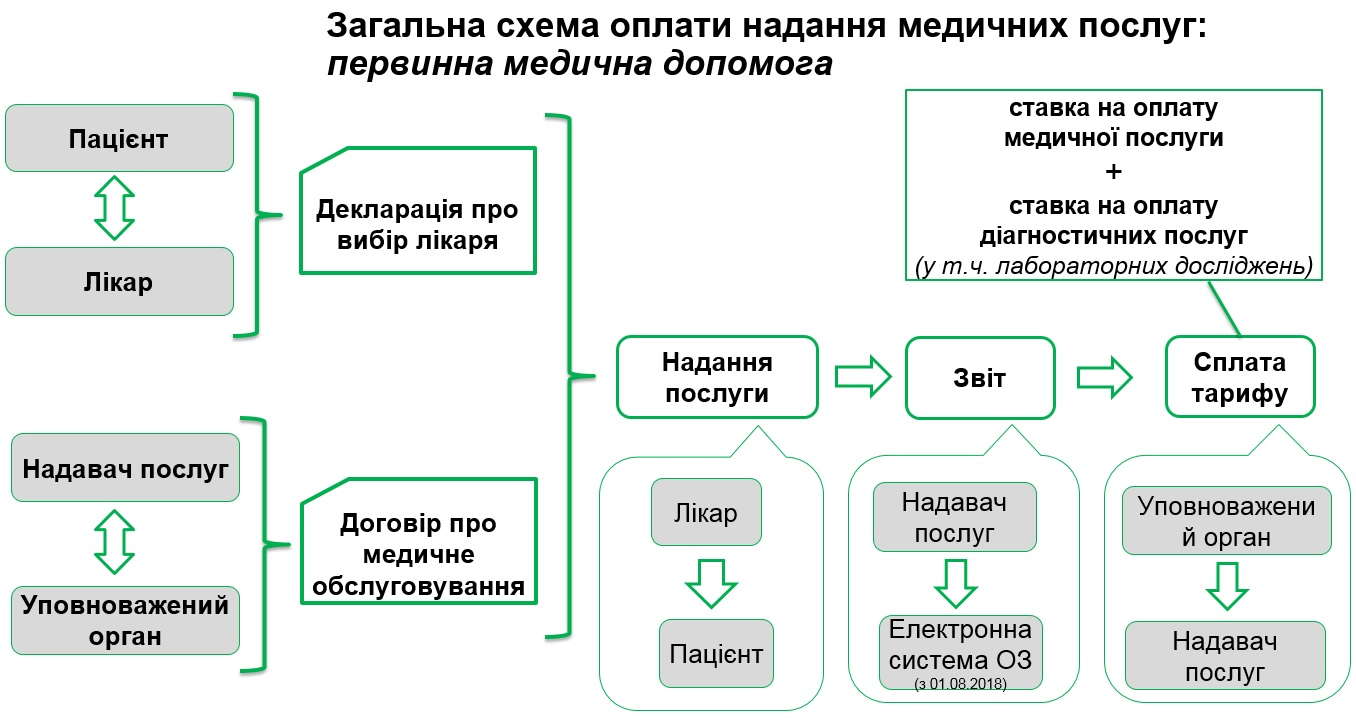 Загальна схема оплати надання медичних послуг:
первинна медична допомога
Пацієнт
Лікар
Декларація про
вибір лікаря
Надавач послуг
Уповноважений
орган
Договір про
медичне
обслуговування
ставка на оплату
медичної послуги
+
ставка на оплату
діагностичних послуг
(у т.ч. лабораторних досліджень)
Надання
послуги
Звіт
Сплата
тарифу
Лікар
Пацієнт
Надавач
послуг
Електронна
система ОЗ
(з 01.08.2018)
Уповноважени
й орган
Надавач
послуг